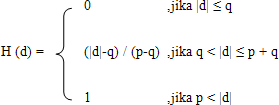 0 ,jika |d| ≤ q
H (d) = (|d|-q) / (p-q) ,jika q < |d| ≤ p + q
1 ,jika p < |d|